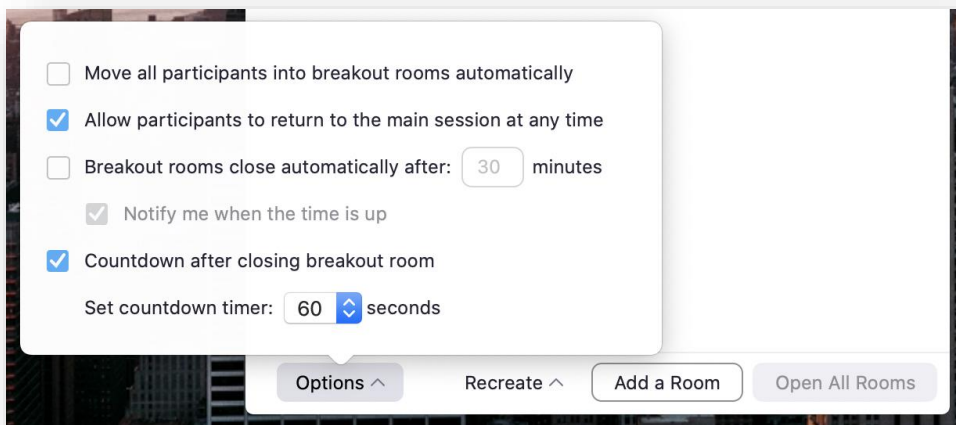 Move all participants into breakout rooms automatically
Allow participants to return to the main session at any time
Breakout rooms close automatically after: 30 minutes
Notify me when the time is up
Countdown after closing breakout room
Set countdown timer: 60 seconds
Options Recreate Add a Room Open All Rooms